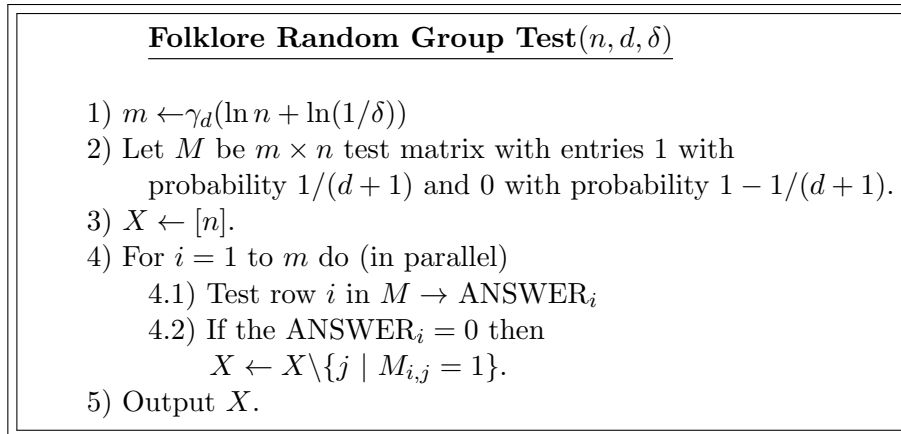 Folklore Random Group Test(n, d, δ)
1) m ←γ_d(ln n + ln(1/δ))
2) Let M be m × n test matrix with entries 1 with
probability 1/(d + 1) and 0 with probability 1 − 1/(d + 1).
3) X ← [n].
4) For i = 1 to m do (in parallel)
4.1) Test row i in M → ANSWER_i
4.2) If the ANSWER_i = 0 then
X ← X\{j | M_{i,j} = 1}.
5) Output X.